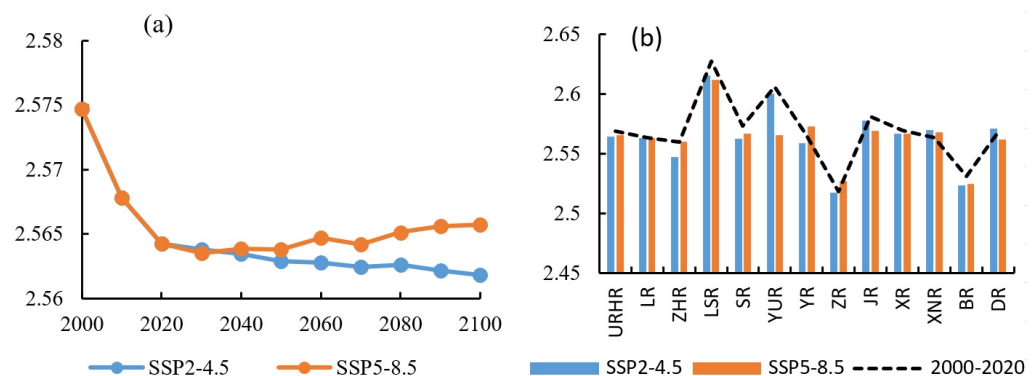 (a)
2.58
2.575
2.57
2.565
2.56
2000 2020 2040 2060 2080 2100
SSP2-4.5 SSP5-8.5
(b)
2.65
2.6
2.55
2.5
2.45
URHR LR ZHR LSR SR YUR YR ZR JR XR XNR BR DR
SSP2-4.5 SSP5-8.5 2000-2020